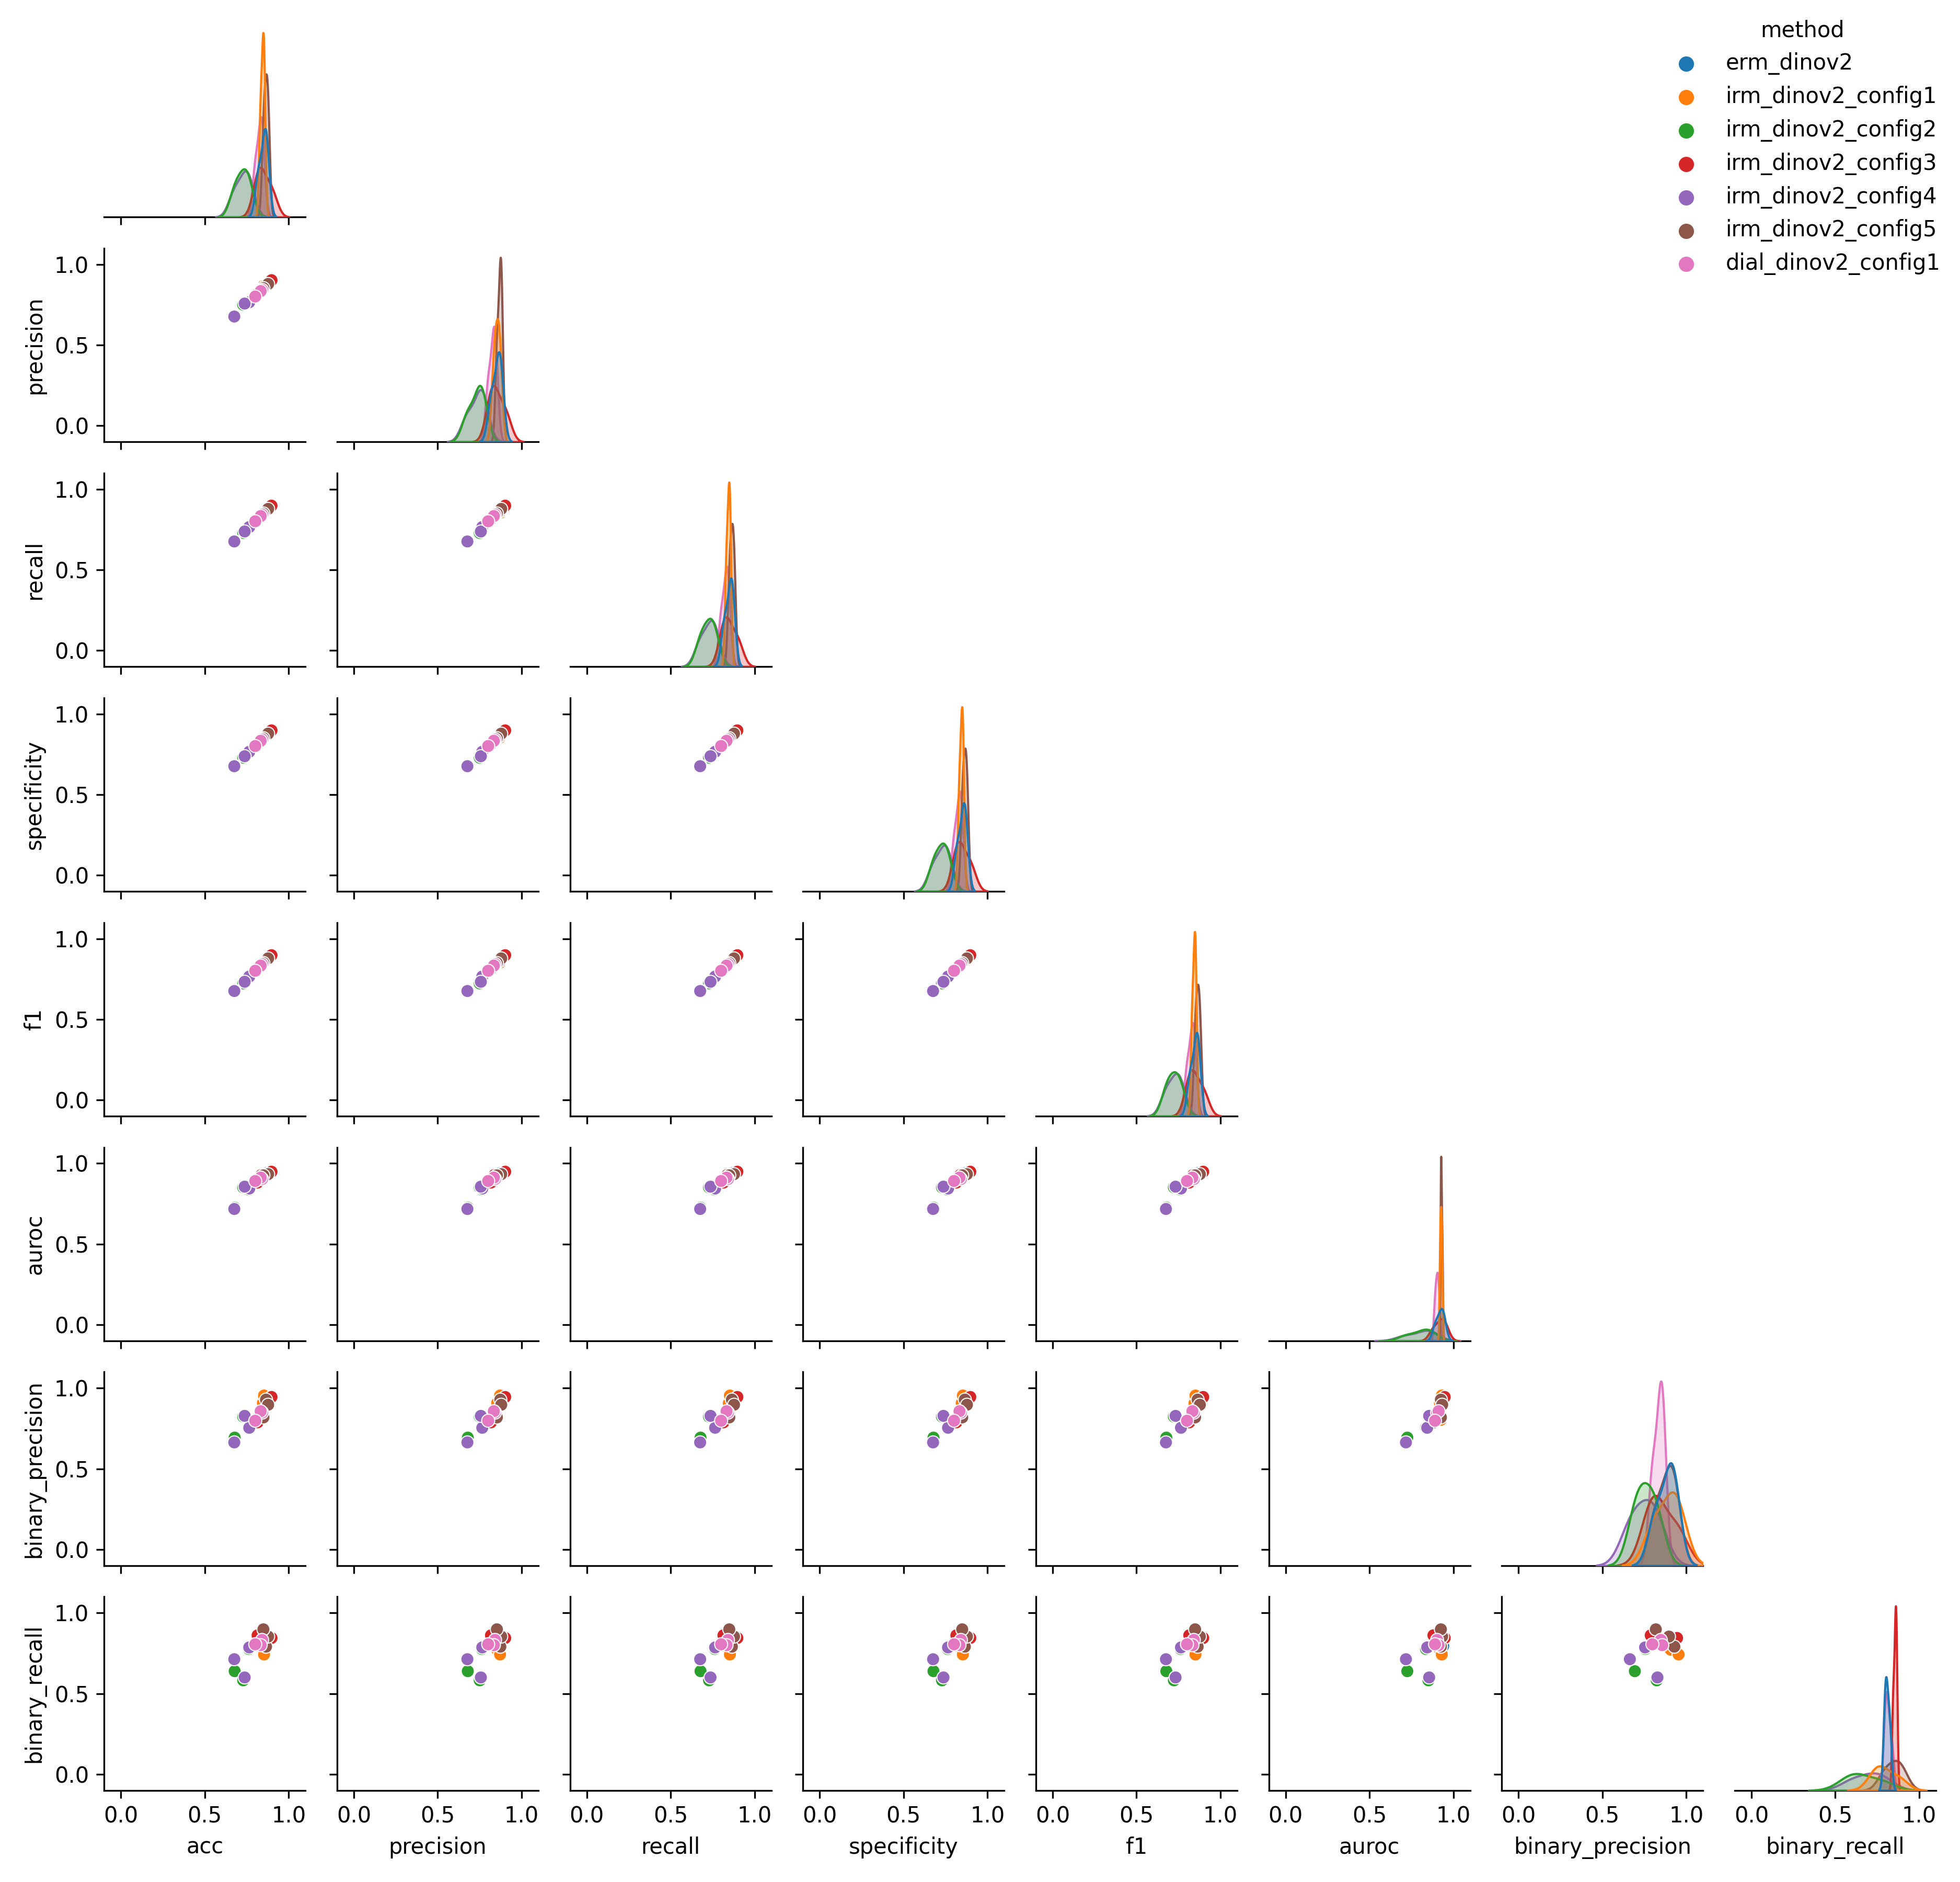 method
erm_dinov2
irm_dinov2_config1
irm_dinov2_config2
irm_dinov2_config3
irm_dinov2_config4
irm_dinov2_config5
dial_dinov2_config1
precision
1.0
0.5
0.0
recall
1.0
0.5
0.0
specificity
1.0
0.5
0.0
f1
1.0
0.5
0.0
auroc
1.0
0.5
0.0
binary_precision
1.0
0.5
0.0
binary_recall
1.0
0.5
0.0
0.0 0.5 1.0 0.0 0.5 1.0 0.0 0.5 1.0 0.0 0.5 1.0 0.0 0.5 1.0 0.0 0.5 1.0 0.0 0.5 1.0 0.0 0.5 1.0
acc precision recall specificity f1 auroc binary_precision binary_recall